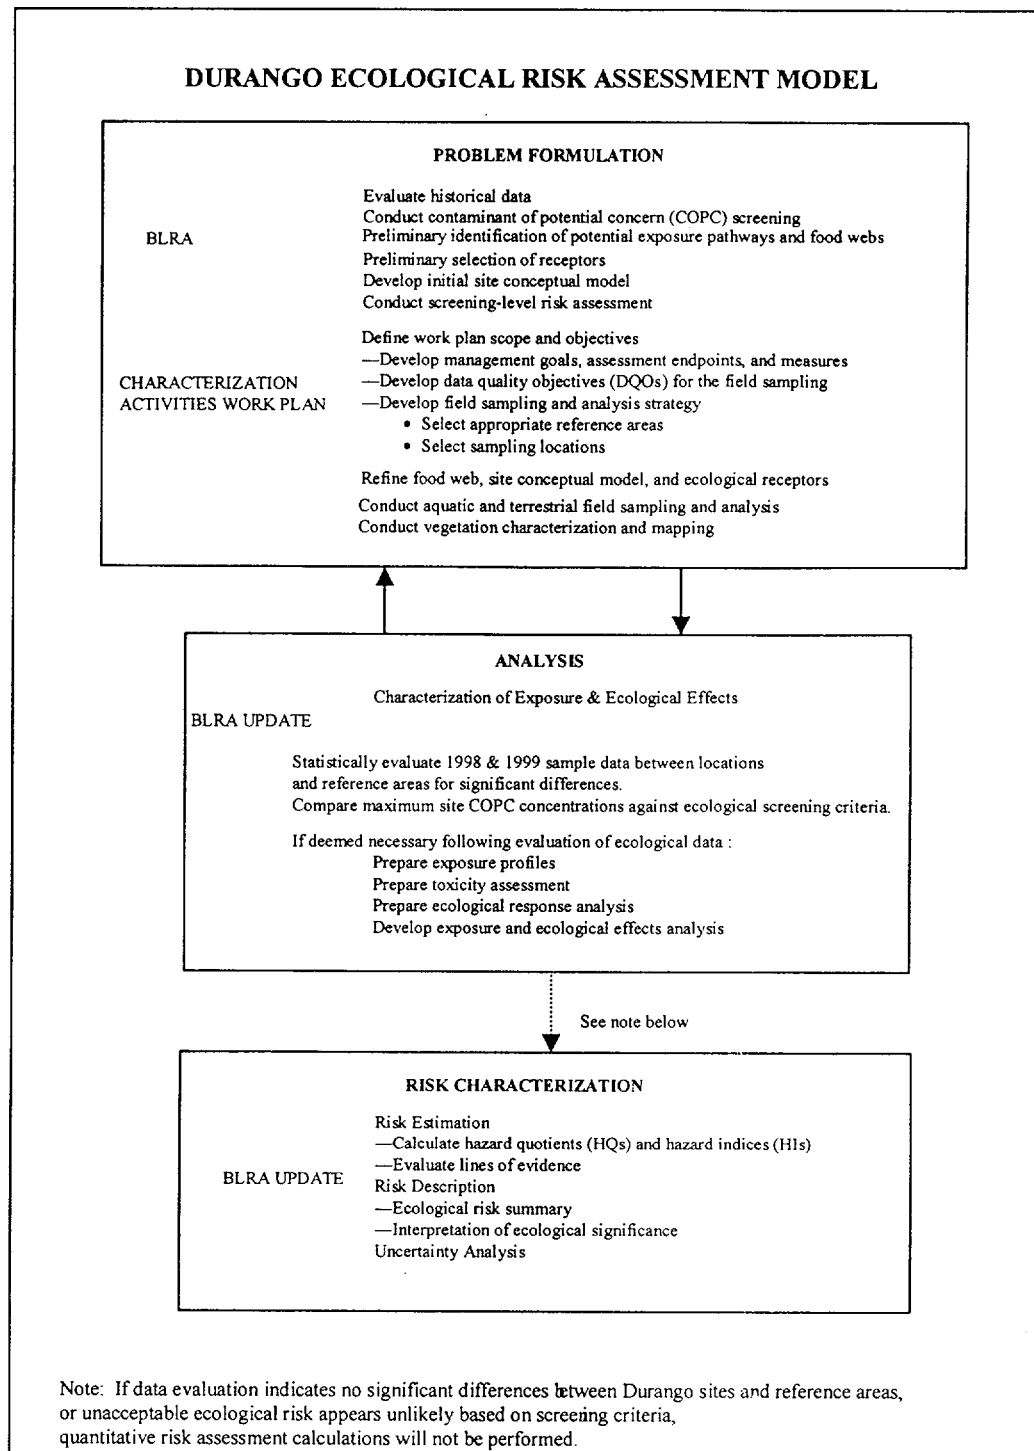 DURANGO ECOLOGICAL RISK ASSESSMENT MODEL
PROBLEM FORMULATION
BLRA
Evaluate historical data
Conduct contaminant of potential concern (COPC) screening
Preliminary identification of potential exposure pathways and food webs
Preliminary selection of receptors
Develop initial site conceptual model
Conduct screening-level risk assessment
CHARACTERIZATION
ACTIVITIES WORK PLAN
Define work plan scope and objectives
—Develop management goals, assessment endpoints, and measures
—Develop data quality objectives (DQOs) for the field sampling
—Develop field sampling and analysis strategy
• Select appropriate reference areas
• Select sampling locations
Refine food web, site conceptual model, and ecological receptors
Conduct aquatic and terrestrial field sampling and analysis
Conduct vegetation characterization and mapping
ANALYSIS
Characterization of Exposure & Ecological Effects
BLRA UPDATE
Statistically evaluate 1998 & 1999 sample data between locations
and reference areas for significant differences.
Compare maximum site COPC concentrations against ecological screening criteria.
If deemed necessary following evaluation of ecological data :
Prepare exposure profiles
Prepare toxicity assessment
Prepare ecological response analysis
Develop exposure and ecological effects analysis
See note below
RISK CHARACTERIZATION
BLRA UPDATE
Risk Estimation
—Calculate hazard quotients (HQs) and hazard indices (HIs)
—Evaluate lines of evidence
Risk Description
—Ecological risk summary
—Interpretation of ecological significance
Uncertainty Analysis
Note: If data evaluation indicates no significant differences between Durango sites and reference areas,
or unacceptable ecological risk appears unlikely based on screening criteria,
quantitative risk assessment calculations will not be performed.